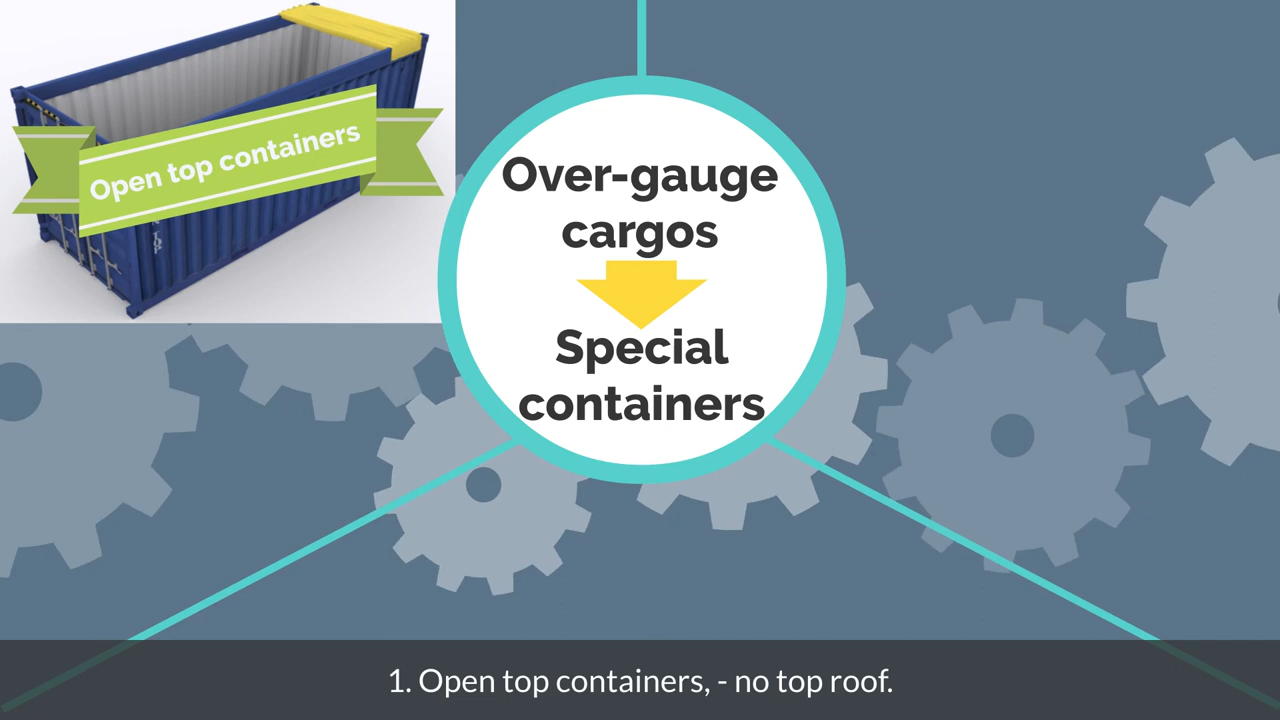 Open top containers
Over-gauge
cargos
Special
containers
1. Open top containers, - no top roof.